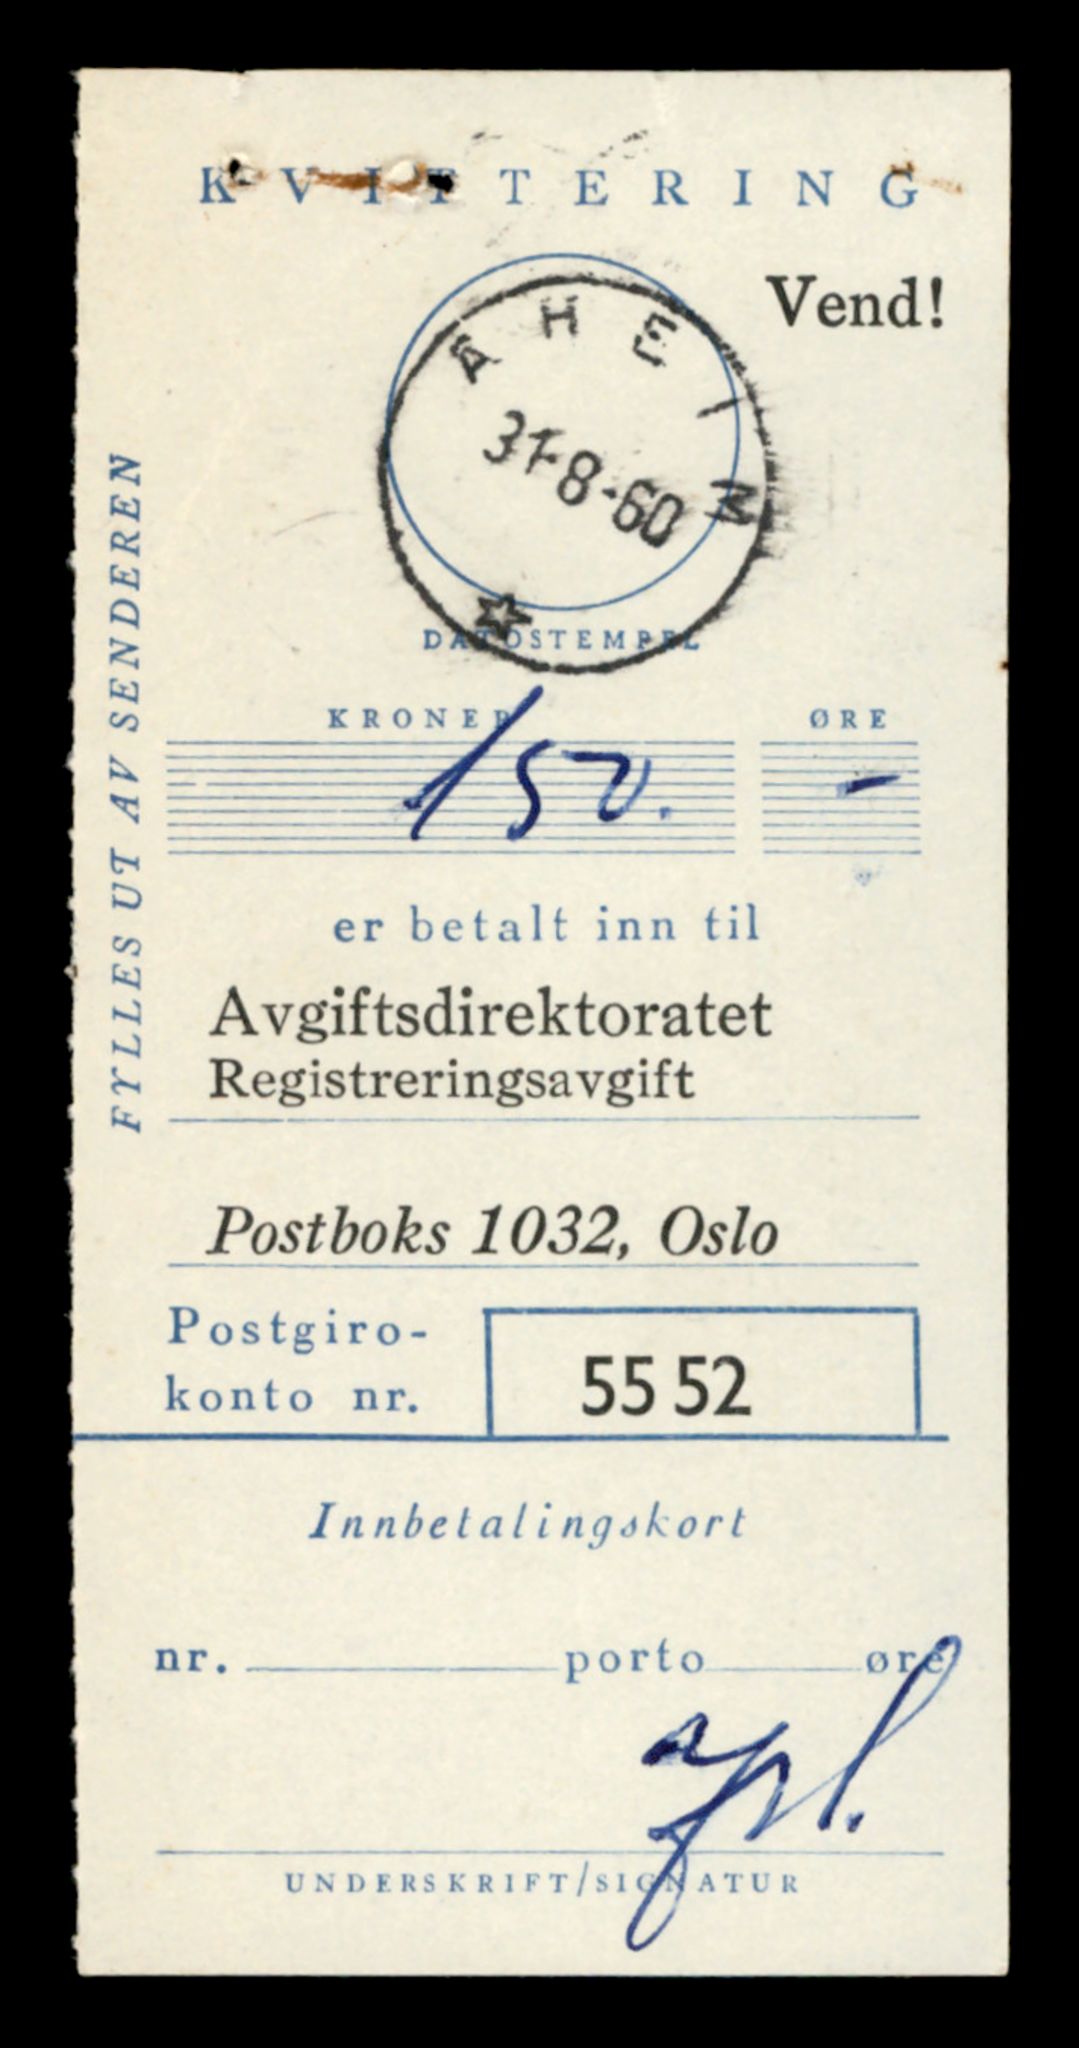 KVITTERING
Vend!
ÅHEIM
31-8-60
DATOSTEMPEL
FYLLES UT AV SENDEREN
KRONER ØRE
150. -
er betalt inn til
Avgiftsdirektoratet
Registreringsavgift
Postboks 1032, Oslo
Postgiro-
konto nr. 55 52
Innbetalingskort
nr. porto øre
UNDERSKRIFT/SIGNATUR